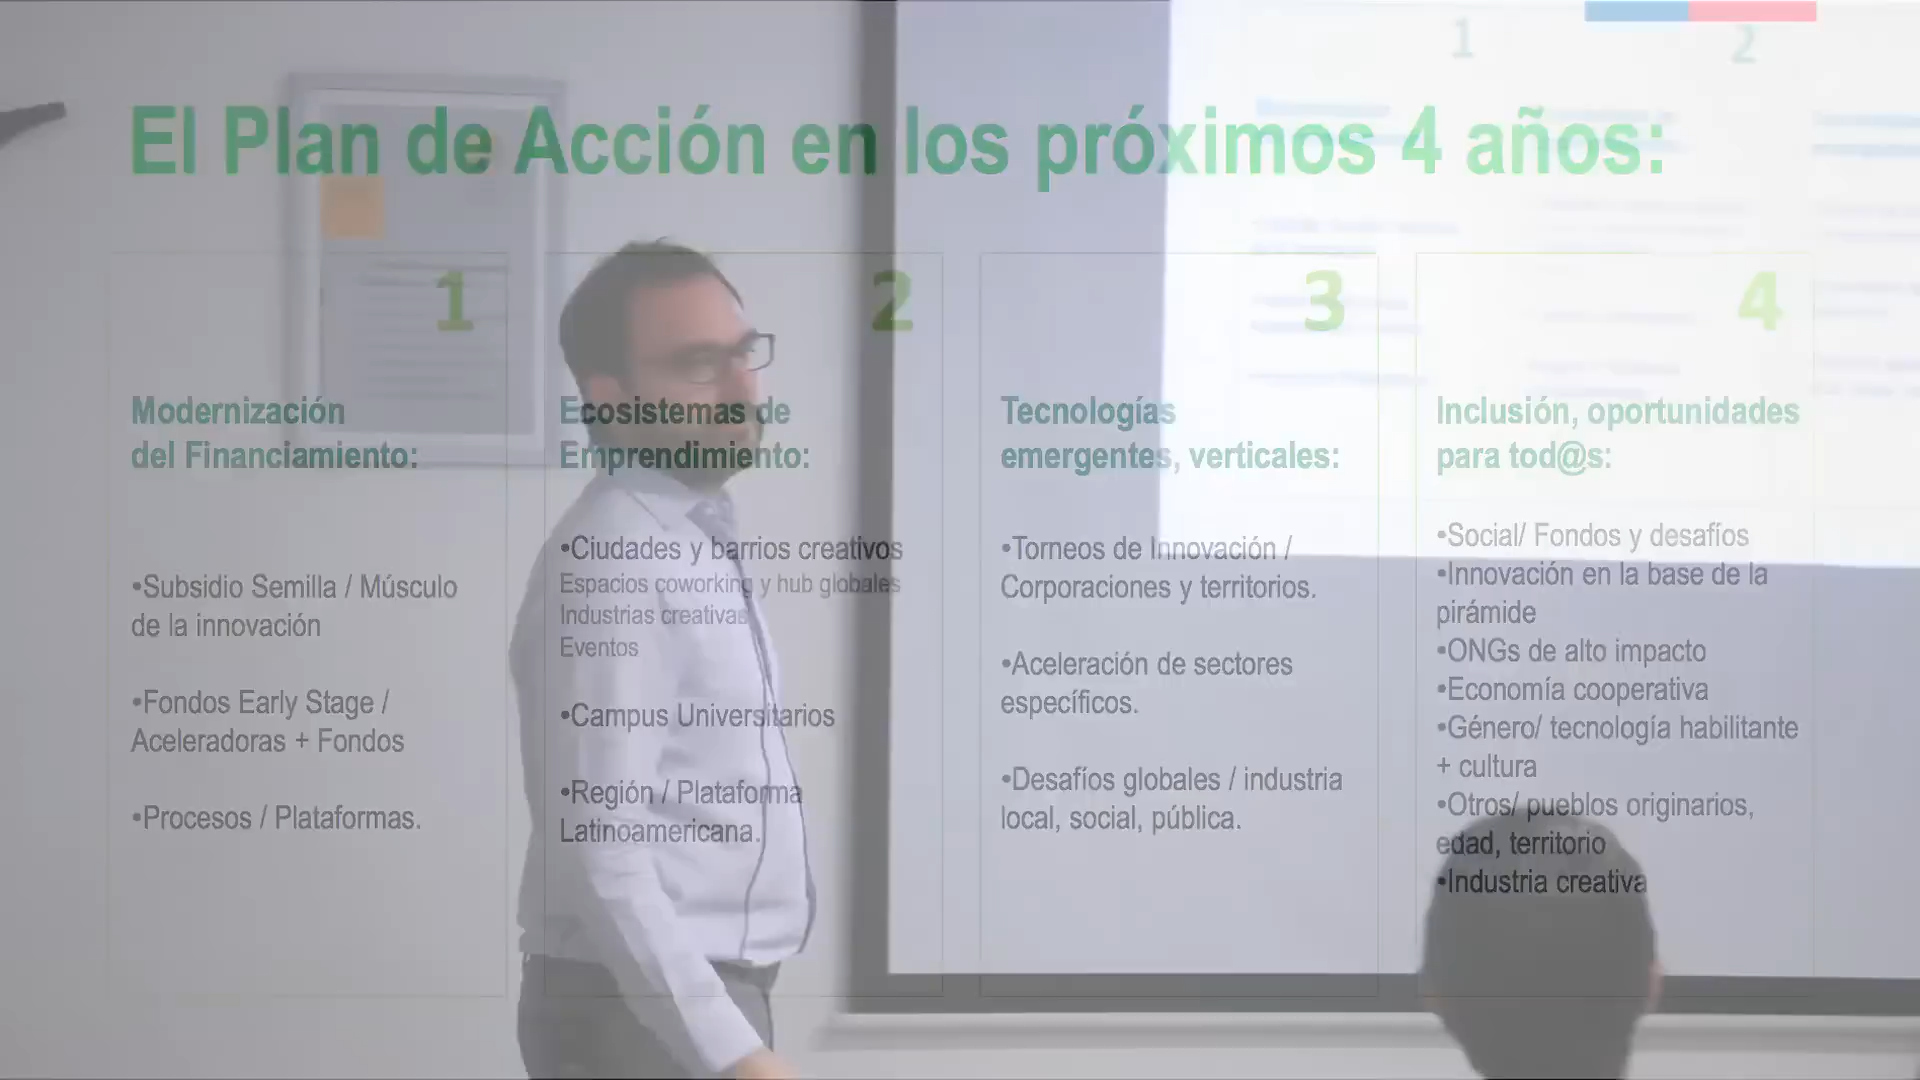 El Plan de Acción en los próximos 4 años:
1
2
1
Modernización
del Financiamiento:
•Subsidio Semilla / Músculo
de la innovación
•Fondos Early Stage /
Aceleradoras + Fondos
•Procesos / Plataformas.
2
Ecosistemas de
Emprendimiento:
•Ciudades y barrios creativos
Espacios coworking y hub globales
Industrias creativas
Eventos
•Campus Universitarios
•Región / Plataforma
Latinoamericana.
3
Tecnologías
emergentes, verticales:
•Torneos de Innovación /
Corporaciones y territorios.
•Aceleración de sectores
específicos.
•Desafíos globales / industria
local, social, pública.
4
Inclusión, oportunidades
para tod@s:
•Social/ Fondos y desafíos
•Innovación en la base de la
pirámide
•ONGs de alto impacto
•Economía cooperativa
•Género/ tecnología habilitante
+ cultura
•Otros/ pueblos originarios,
edad, territorio
•Industria creativa